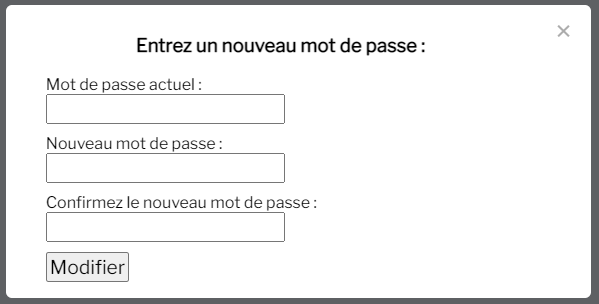 Entrez un nouveau mot de passe :
Mot de passe actuel :
Nouveau mot de passe :
Confirmez le nouveau mot de passe :
Modifier